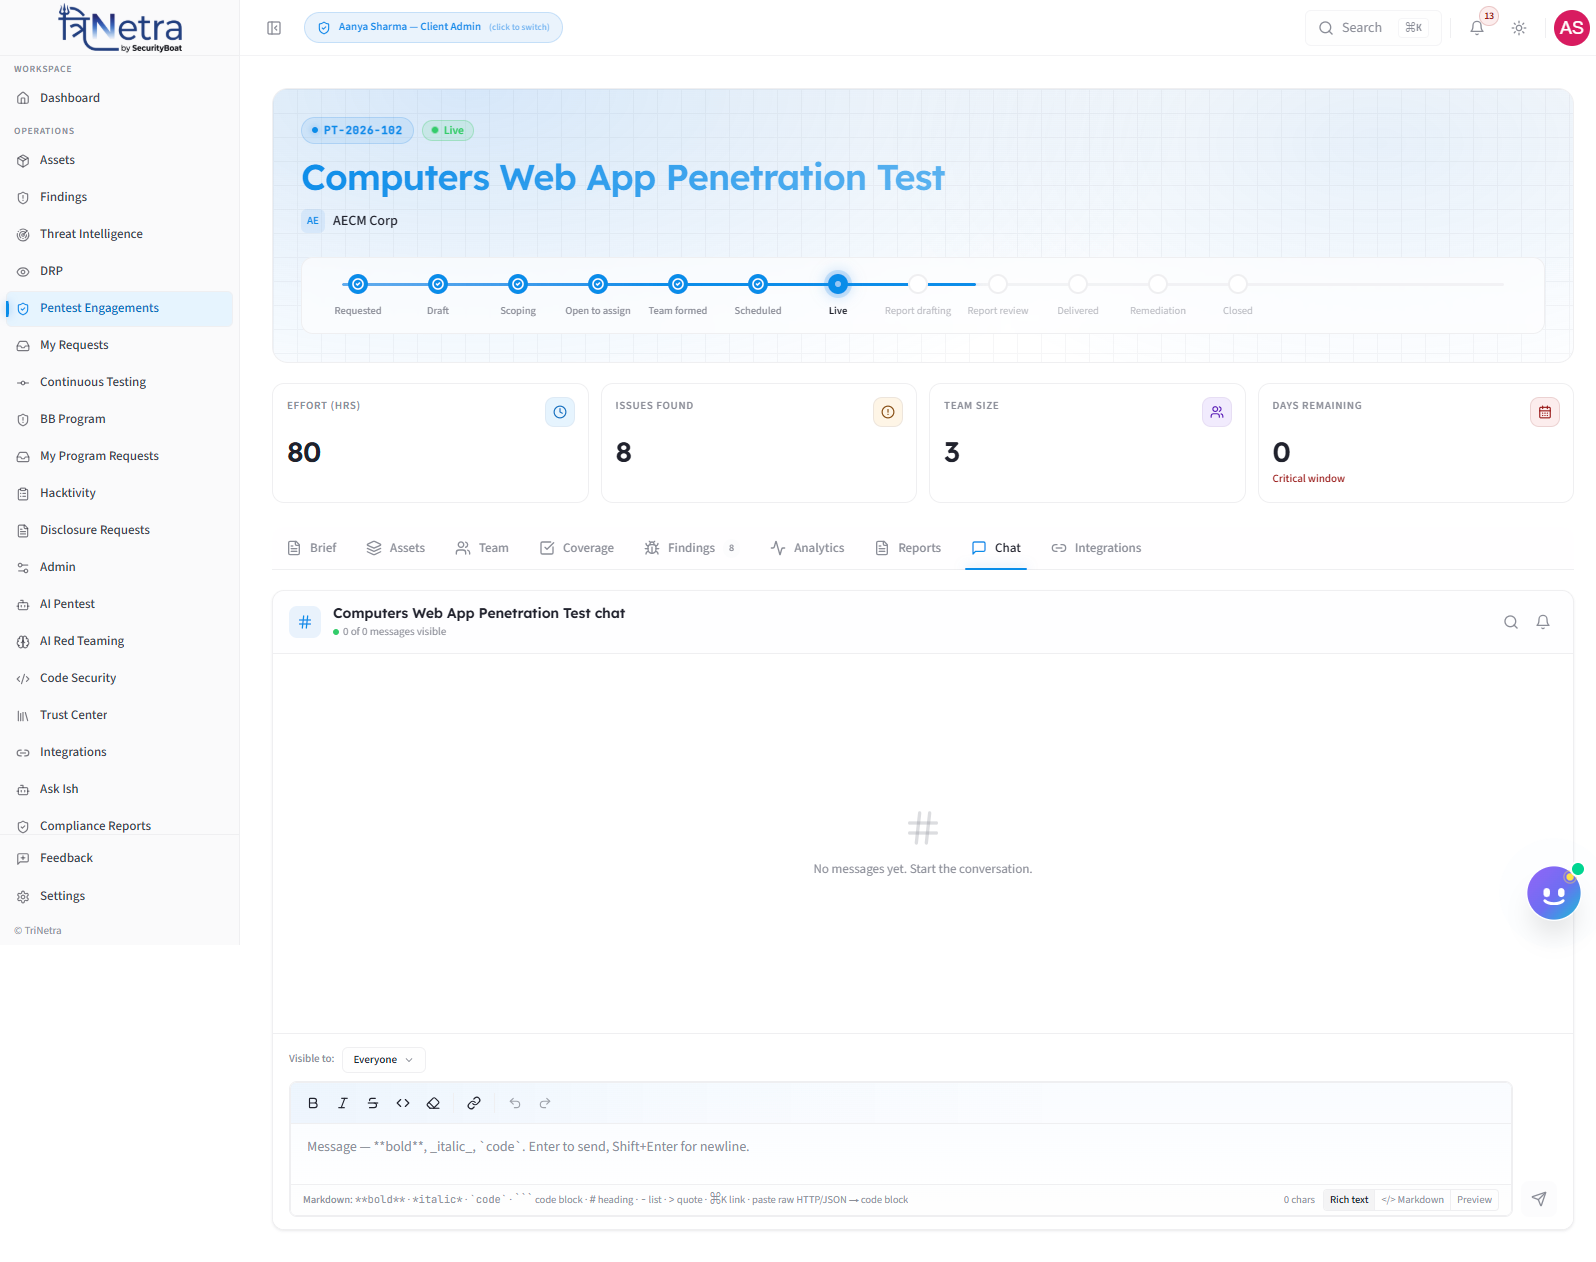 त्रिNetra
by SecurityBoat
WORKSPACE
Dashboard
OPERATIONS
Assets
Findings
Threat Intelligence
DRP
Pentest Engagements
My Requests
Continuous Testing
BB Program
My Program Requests
Hacktivity
Disclosure Requests
Admin
AI Pentest
AI Red Teaming
Code Security
Trust Center
Integrations
Ask Ish
Compliance Reports
Feedback
Settings
© TriNetra
Aanya Sharma — Client Admin (click to switch)
Search ⌘K
13
AS
PT-2026-102 Live
Computers Web App Penetration Test
AE AECM Corp
Requested Draft Scoping Open to assign Team formed Scheduled Live Report drafting Report review Delivered Remediation Closed
EFFORT (HRS)
80
ISSUES FOUND
8
TEAM SIZE
3
DAYS REMAINING
0
Critical window
Brief Assets Team Coverage Findings 8 Analytics Reports Chat Integrations
# Computers Web App Penetration Test chat
0 of 0 messages visible
#
No messages yet. Start the conversation.
Visible to: Everyone
B I S
Message — **bold**, _italic_, `code`. Enter to send, Shift+Enter for newline.
Markdown: **bold** · *italic* · `code` · ``` code block · # heading · - list · > quote · ⌘K link · paste raw HTTP/JSON → code block
0 chars Rich text </> Markdown Preview